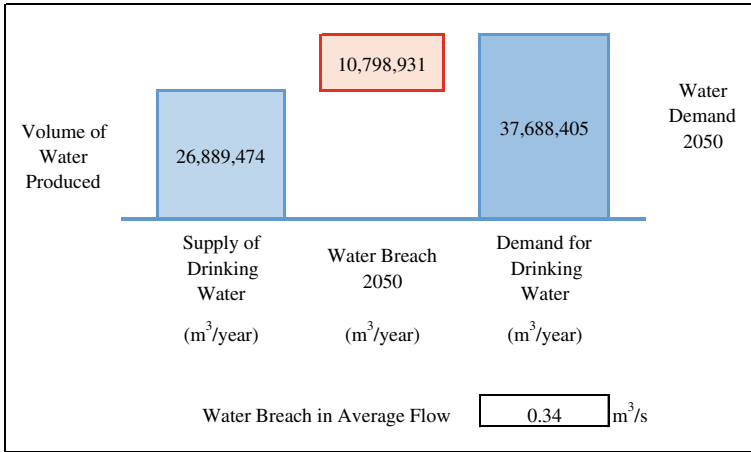 10,798,931
Volume of
Water
Produced
26,889,474
37,688,405
Water
Demand
2050
Supply of
Drinking
Water
(m³/year)
Water Breach
2050
(m³/year)
Demand for
Drinking
Water
(m³/year)
Water Breach in Average Flow 0.34 m³/s